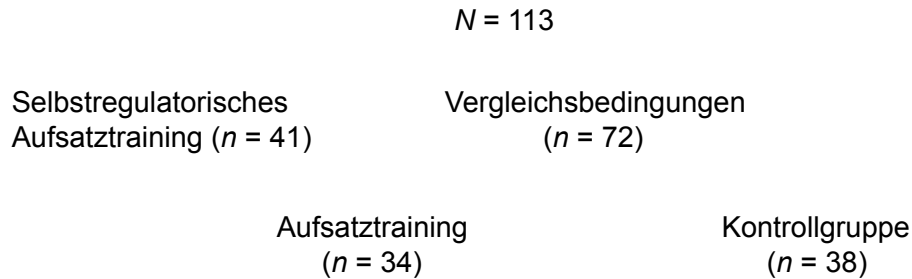 N = 113
Selbstregulatorisches
Aufsatztraining (n = 41)
Vergleichsbedingungen
(n = 72)
Aufsatztraining
(n = 34)
Kontrollgruppe
(n = 38)